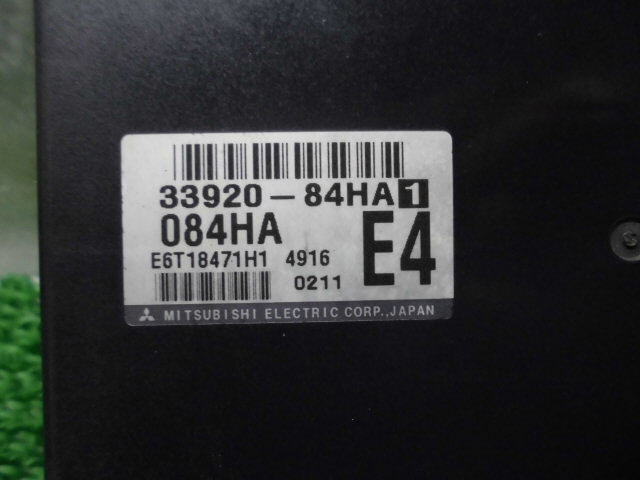 33920-84HA1
084HA E4
E6T18471H1 4916
0211
MITSUBISHI ELECTRIC CORP.,JAPAN